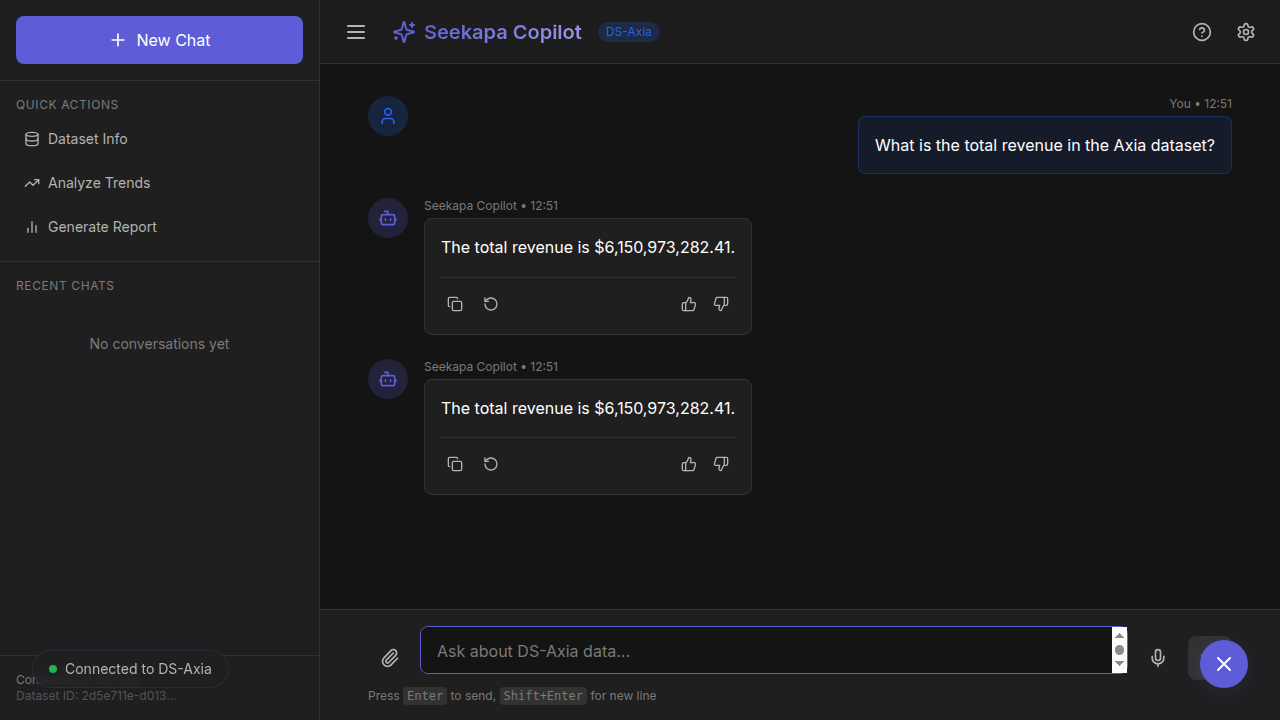 New Chat
QUICK ACTIONS
Dataset Info
Analyze Trends
Generate Report
RECENT CHATS
No conversations yet
Connected to DS-Axia
Dataset ID: 2d5e711e-d013...
Seekapa Copilot
DS-Axia
You • 12:51
What is the total revenue in the Axia dataset?
Seekapa Copilot • 12:51
The total revenue is $6,150,973,282.41.
Seekapa Copilot • 12:51
The total revenue is $6,150,973,282.41.
Ask about DS-Axia data...
Press Enter to send, Shift+Enter for new line